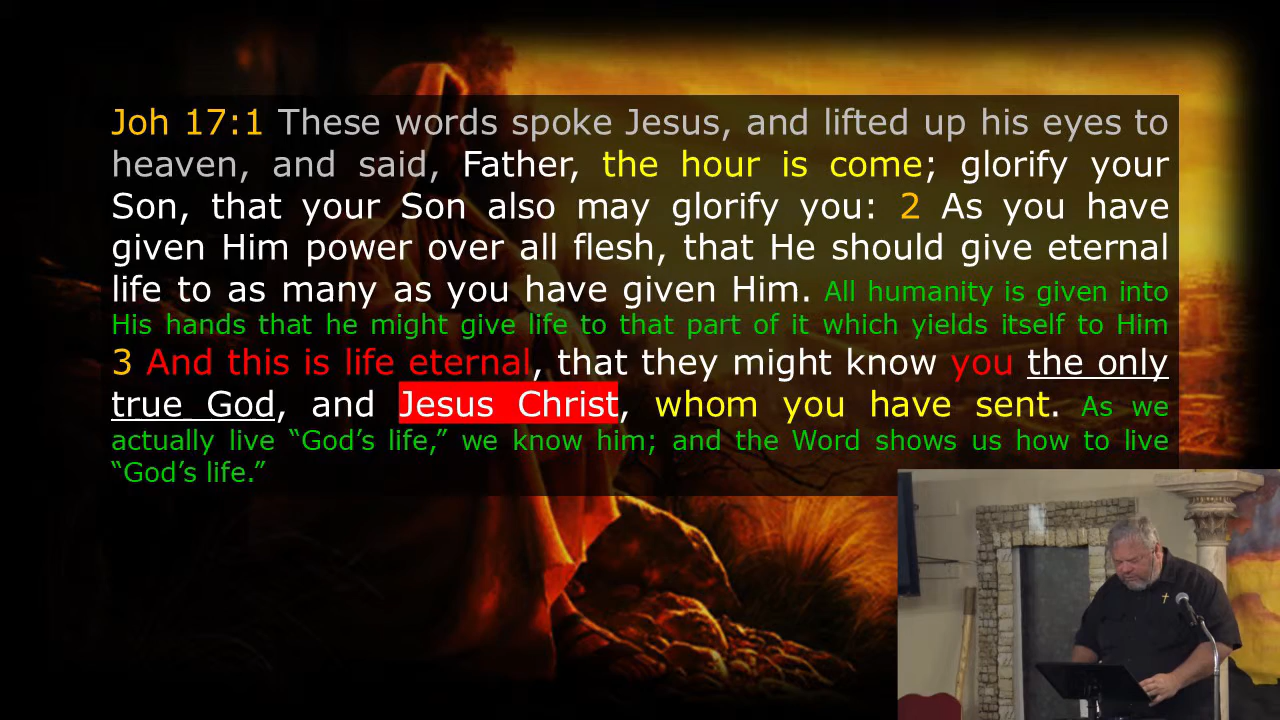 Joh 17:1 These words spoke Jesus, and lifted up his eyes to
heaven, and said, Father, the hour is come; glorify your
Son, that your Son also may glorify you: 2 As you have
given Him power over all flesh, that He should give eternal
life to as many as you have given Him. All humanity is given into
His hands that he might give life to that part of it which yields itself to Him
3 And this is life eternal, that they might know you the only
true God, and Jesus Christ, whom you have sent. As we
actually live “God’s life,” we know him; and the Word shows us how to live
“God’s life.”